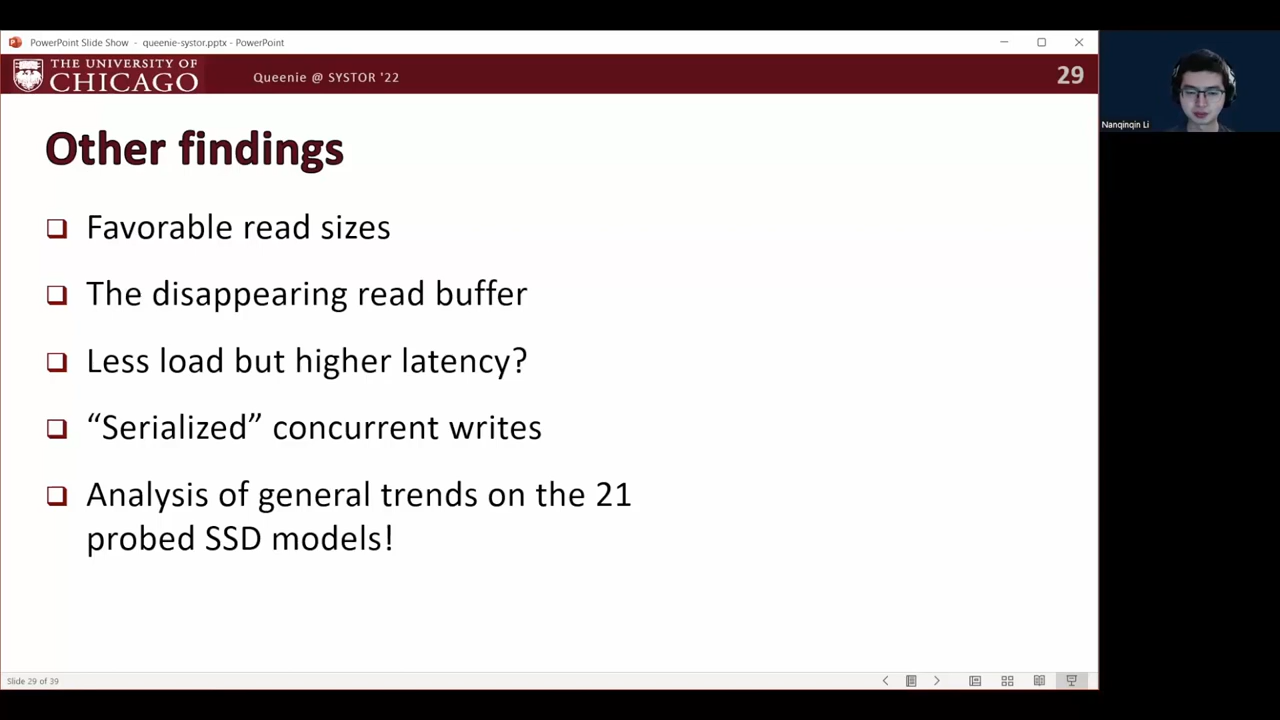 PowerPoint Slide Show - queenie-systor.pptx - PowerPoint
THE UNIVERSITY OF
CHICAGO
Queenie @ SYSTOR '22
29
Nanqinqin Li
Other findings
Favorable read sizes
The disappearing read buffer
Less load but higher latency?
“Serialized” concurrent writes
Analysis of general trends on the 21
probed SSD models!
Slide 29 of 39